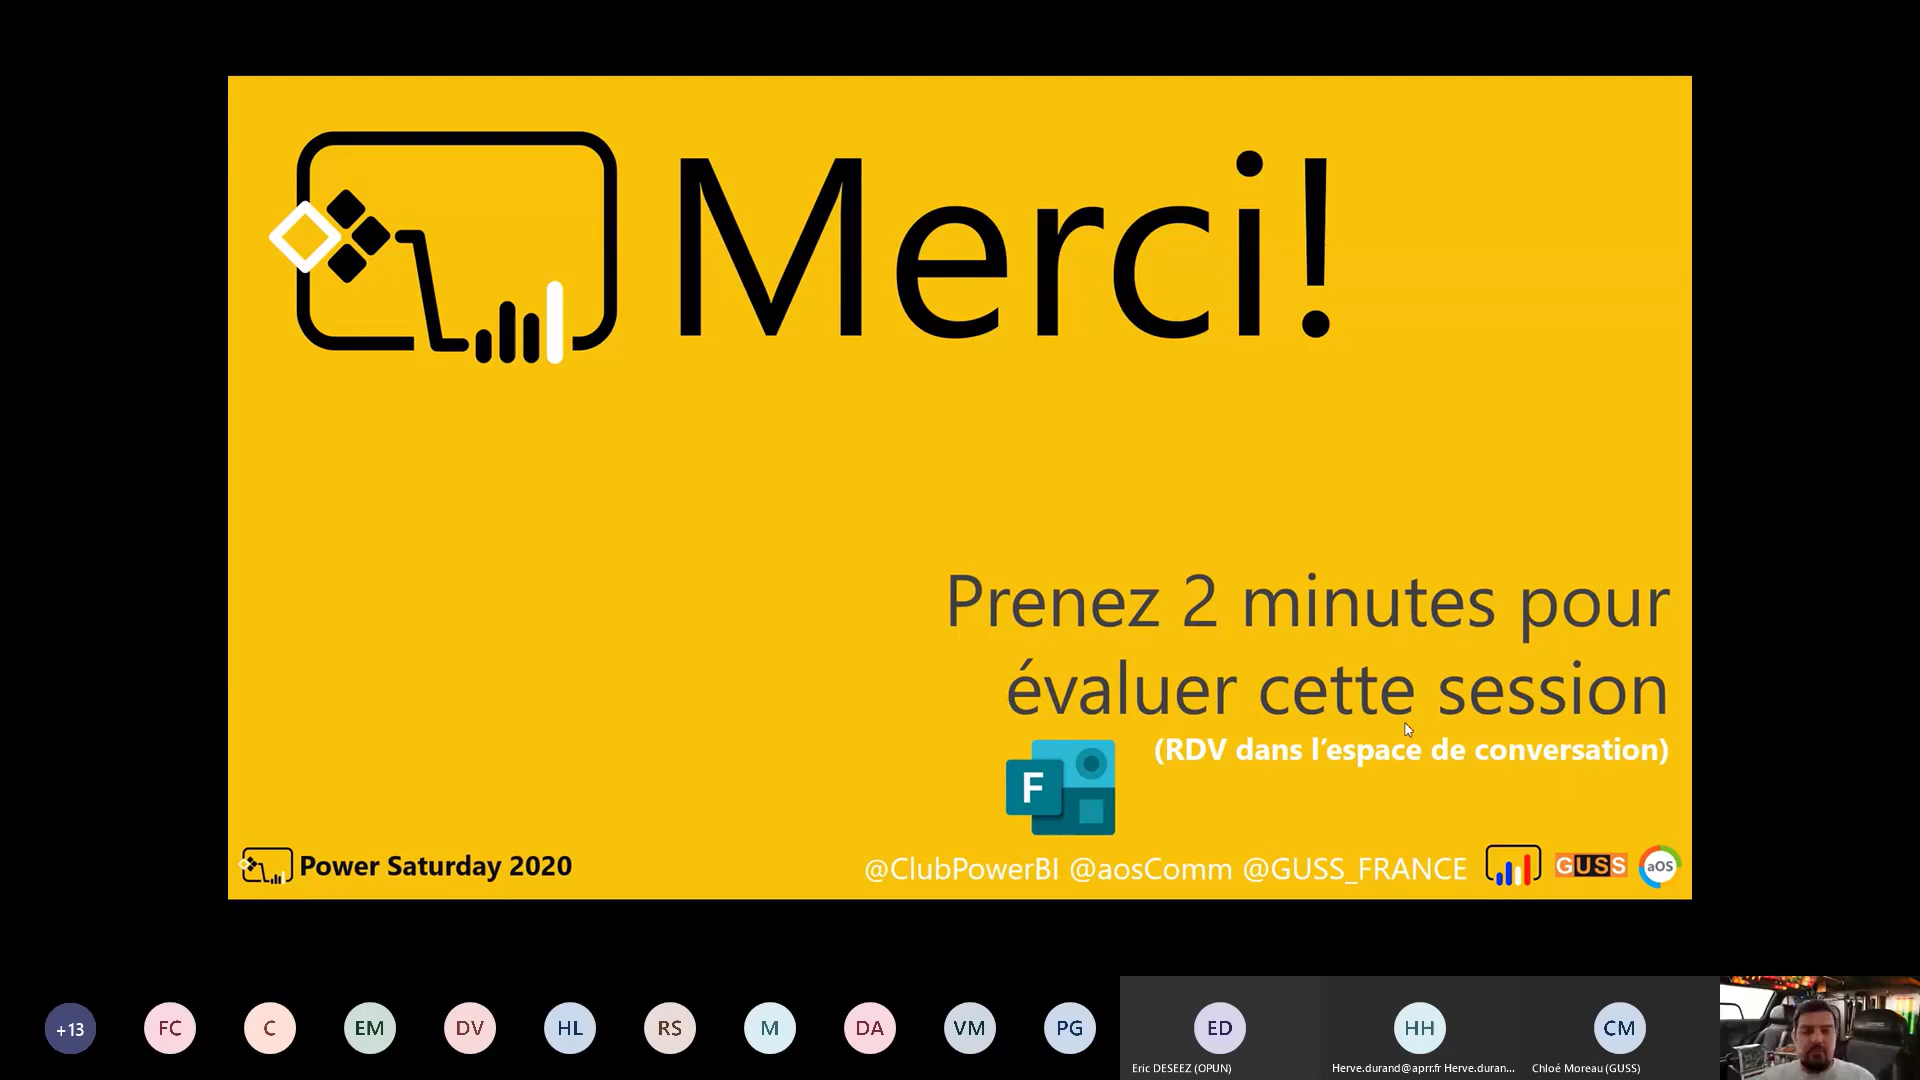 Merci!
Prenez 2 minutes pour
évaluer cette session
(RDV dans l’espace de conversation)
F
Power Saturday 2020
@ClubPowerBI @aosComm @GUSS_FRANCE
GUSS
aOS
+13
FC
C
EM
DV
HL
RS
M
DA
VM
PG
ED
HH
CM
Eric DESEEZ (OPUN)
Herve.durand@aprr.fr Herve.duran...
Chloé Moreau (GUSS)